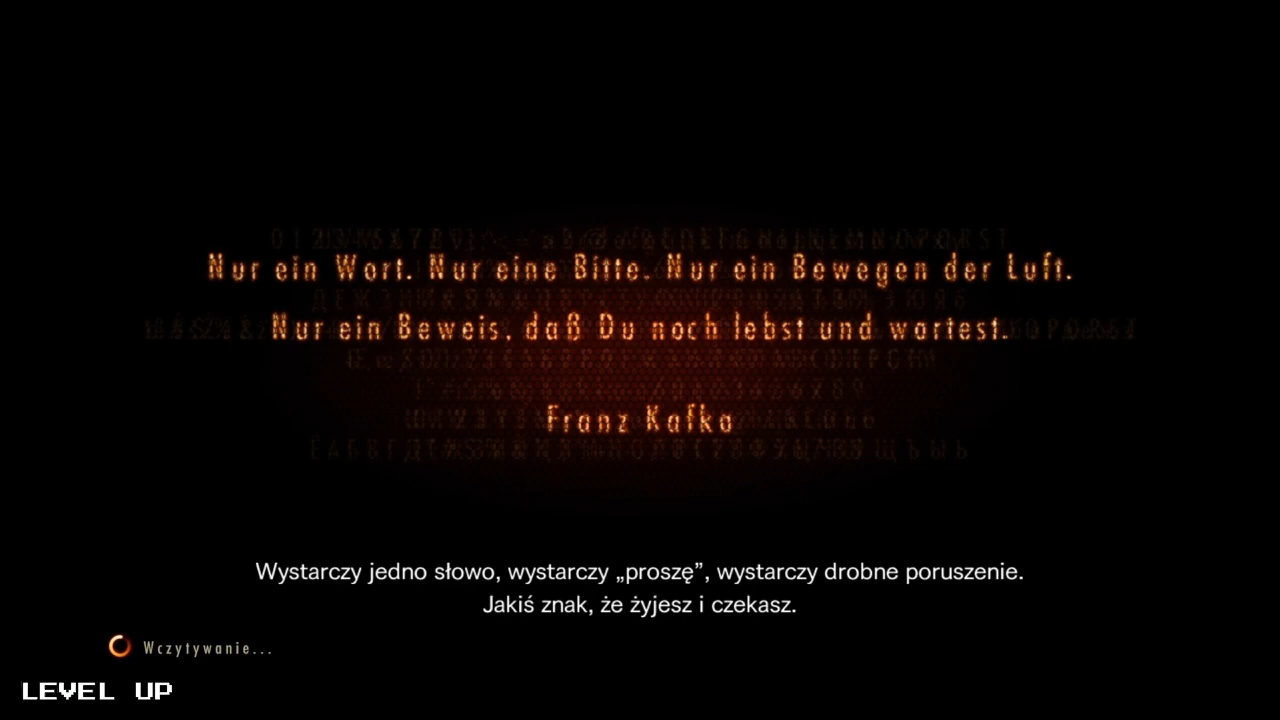 Nur ein Wort. Nur eine Bitte. Nur ein Bewegen der Luft.
Nur ein Beweis, daß Du noch lebst und wartest.
Franz Kafka
Wystarczy jedno słowo, wystarczy „proszę”, wystarczy drobne poruszenie.
Jakiś znak, że żyjesz i czekasz.
Wczytywanie...
LEVEL UP